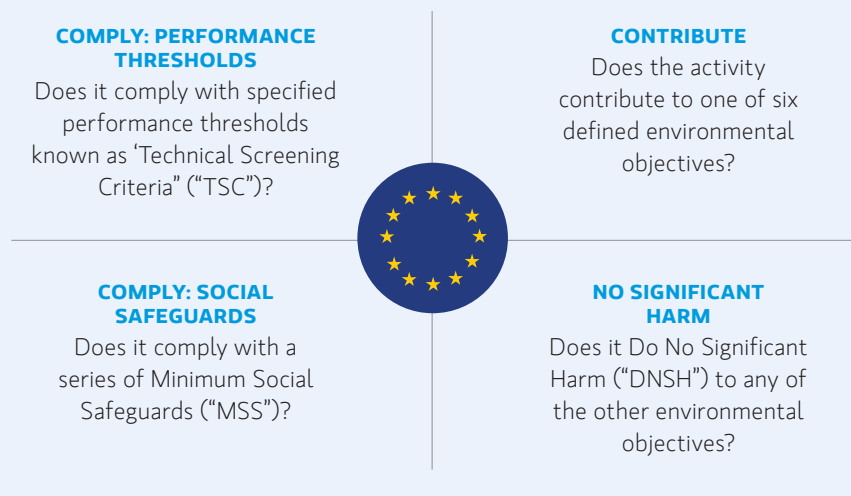 COMPLY: PERFORMANCE
THRESHOLDS
Does it comply with specified
performance thresholds
known as ‘Technical Screening
Criteria” (“TSC”)?
CONTRIBUTE
Does the activity
contribute to one of six
defined environmental
objectives?
COMPLY: SOCIAL
SAFEGUARDS
Does it comply with a
series of Minimum Social
Safeguards (“MSS”)?
NO SIGNIFICANT
HARM
Does it Do No Significant
Harm (“DNSH”) to any of
the other environmental
objectives?